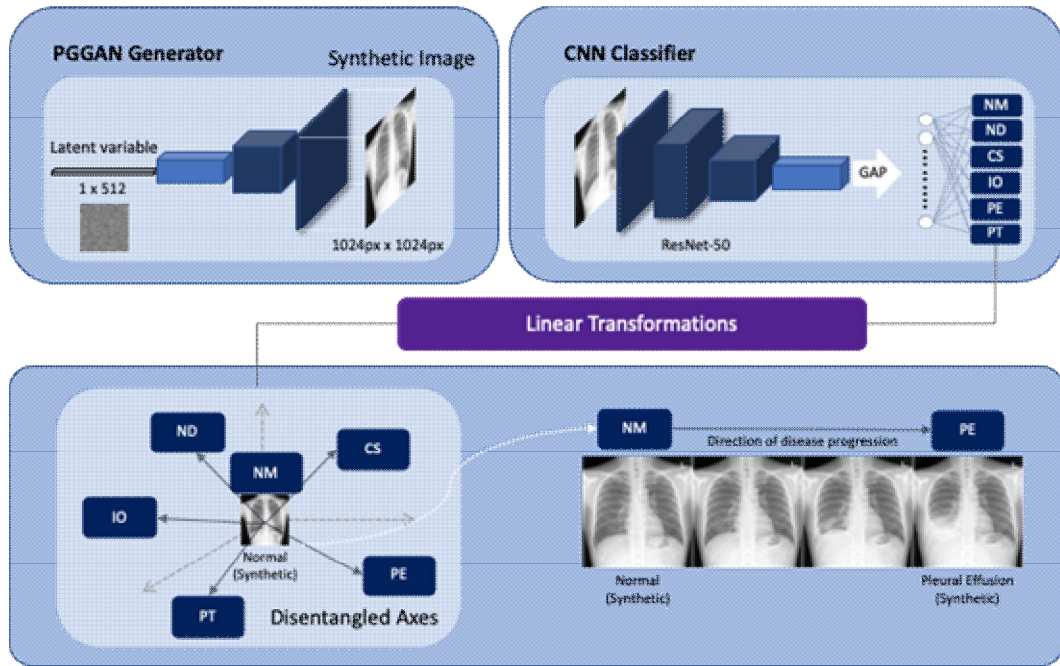 PGGAN Generator
Synthetic Image
Latent variable
1 x 512
1024px x 1024px
CNN Classifier
ResNet-50
GAP
NM
ND
CS
IO
PE
PT
Linear Transformations
ND
CS
NM
IO
Normal
(Synthetic)
PE
PT
Disentangled Axes
NM
Direction of disease progression
PE
Normal
(Synthetic)
Pleural Effusion
(Synthetic)